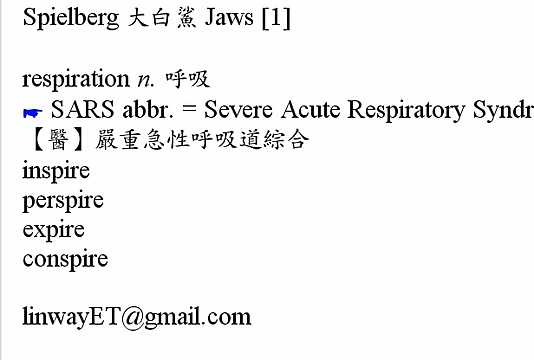 Spielberg 大白鯊 Jaws [1]
respiration n. 呼吸
☛ SARS abbr. = Severe Acute Respiratory Syndr
【醫】嚴重急性呼吸道綜合
inspire
perspire
expire
conspire
linwayET@gmail.com